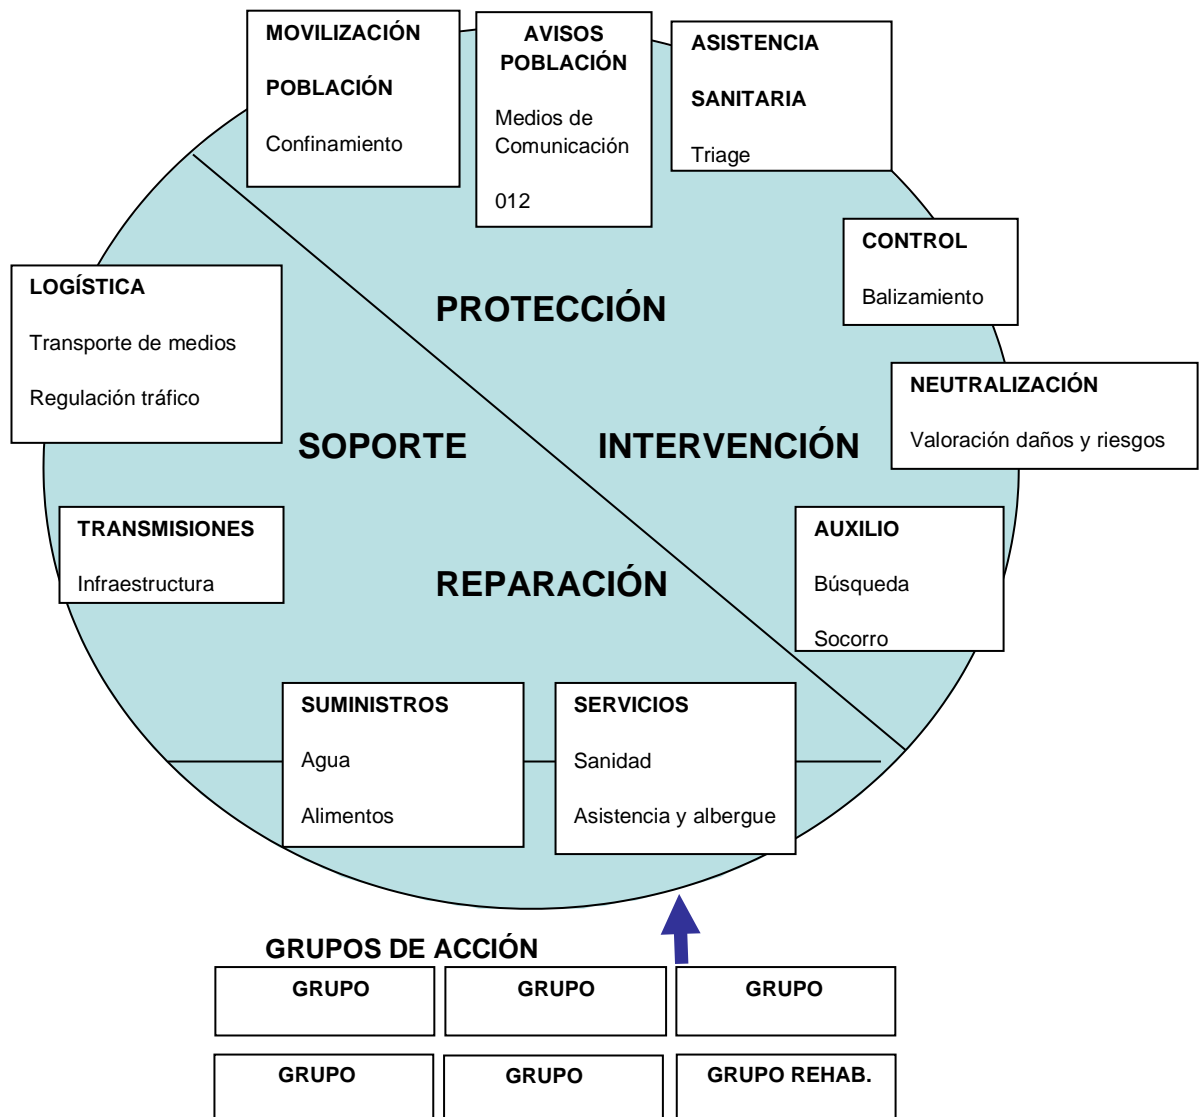 MOVILIZACIÓN
POBLACIÓN
Confinamiento
AVISOS
POBLACIÓN
Medios de
Comunicación
012
ASISTENCIA
SANITARIA
Triage
CONTROL
Balizamiento
LOGÍSTICA
Transporte de medios
Regulación tráfico
PROTECCIÓN
NEUTRALIZACIÓN
Valoración daños y riesgos
SOPORTE
INTERVENCIÓN
TRANSMISIONES
Infraestructura
AUXILIO
Búsqueda
Socorro
REPARACIÓN
SUMINISTROS
Agua
Alimentos
SERVICIOS
Sanidad
Asistencia y albergue
GRUPOS DE ACCIÓN
GRUPO
GRUPO
GRUPO
GRUPO
GRUPO
GRUPO REHAB.